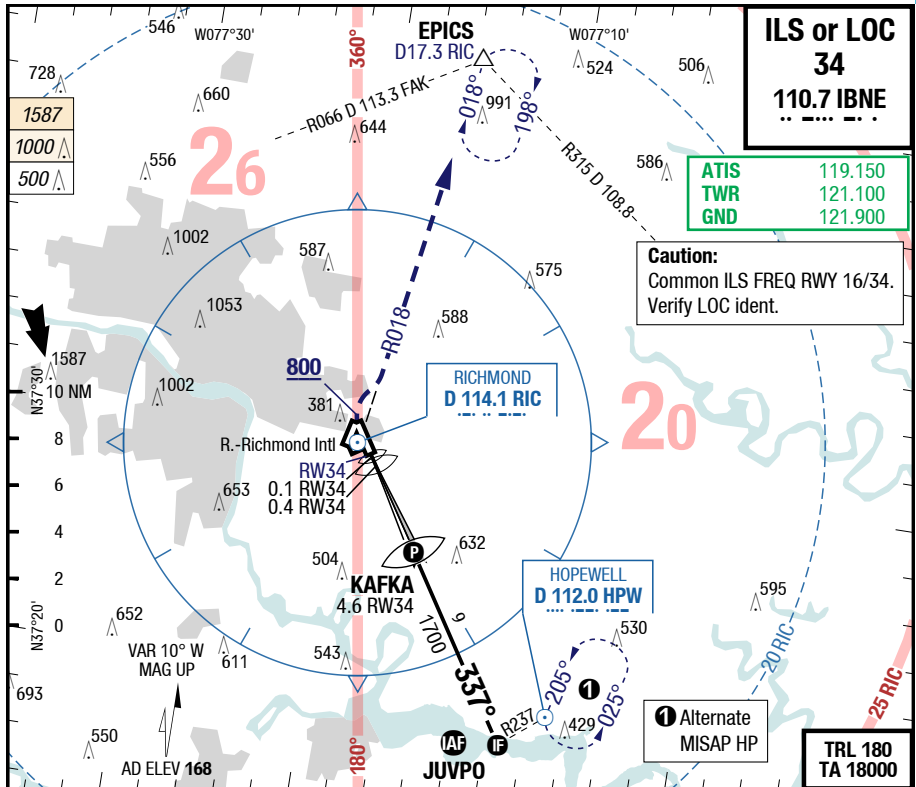 546
W077°30'
360°
EPICS
D17.3 RIC
W077°10'
524
506
ILS or LOC
34
110.7 IBNE
728
660
R066 D 113.3 FAK
018°
991
198°
1587
1000
500
644
26
556
R315 D 108.8
586
ATIS 119.150
TWR 121.100
GND 121.900
1002
587
575
Caution:
Common ILS FREQ RWY 16/34.
Verify LOC ident.
1053
588
R018
1587
N37°30'
10 NM
800
RICHMOND
D 114.1 RIC
1002
381
20
R.-Richmond Intl
8
RW34
0.1 RW34
0.4 RW34
6
653
4
P
632
504
KAFKA
4.6 RW34
HOPEWELL
D 112.0 HPW
2
595
N37°20'
0
652
9
1700
530
VAR 10° W
MAG UP
611
543
20 RIC
337°
205°
1
025°
693
R237
429
25 RIC
1 Alternate
MISAP HP
550
180°
IAF
IF
JUVPO
AD ELEV 168
TRL 180
TA 18000